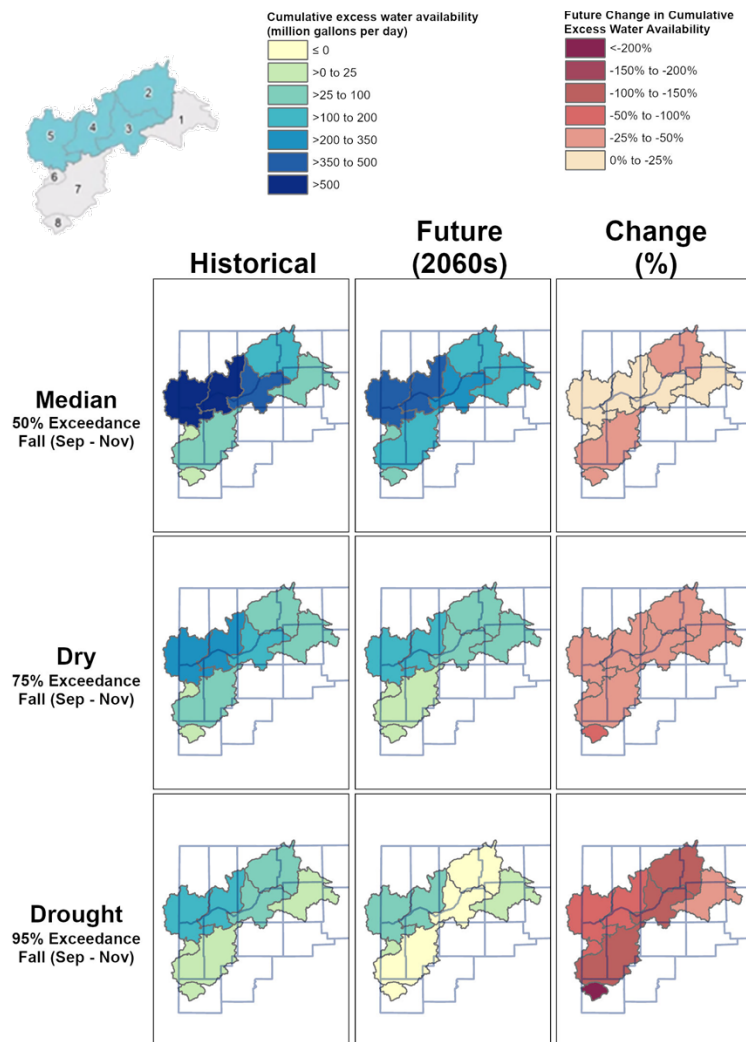 Cumulative excess water availability
(million gallons per day)
≤ 0
>0 to 25
>25 to 100
>100 to 200
>200 to 350
>350 to 500
>500
Future Change in Cumulative
Excess Water Availability
<-200%
-150% to -200%
-100% to -150%
-50% to -100%
-25% to -50%
0% to -25%
2
1
4
3
5
6
7
8
Historical
Future
(2060s)
Change
(%)
Median
50% Exceedance
Fall (Sep - Nov)
Dry
75% Exceedance
Fall (Sep - Nov)
Drought
95% Exceedance
Fall (Sep - Nov)